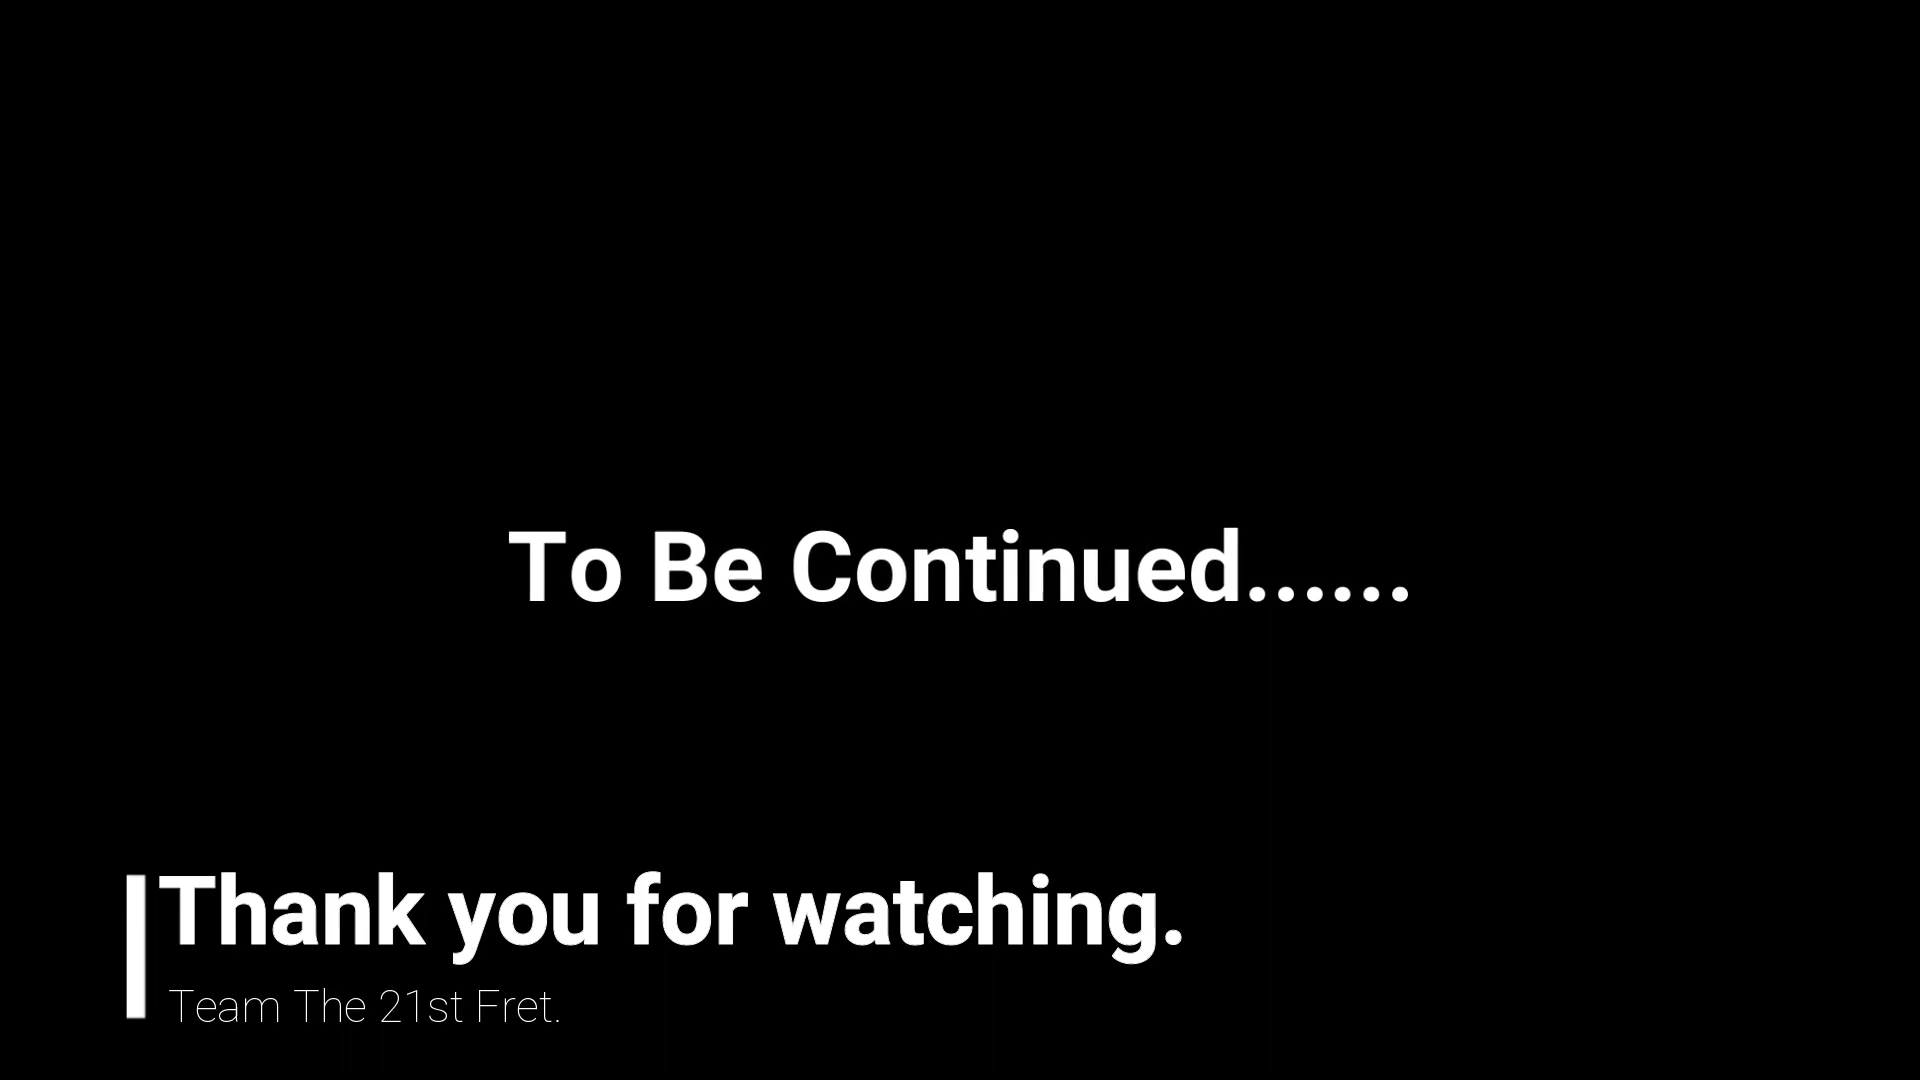 To Be Continued......
Thank you for watching.
Team The 21st Fret.